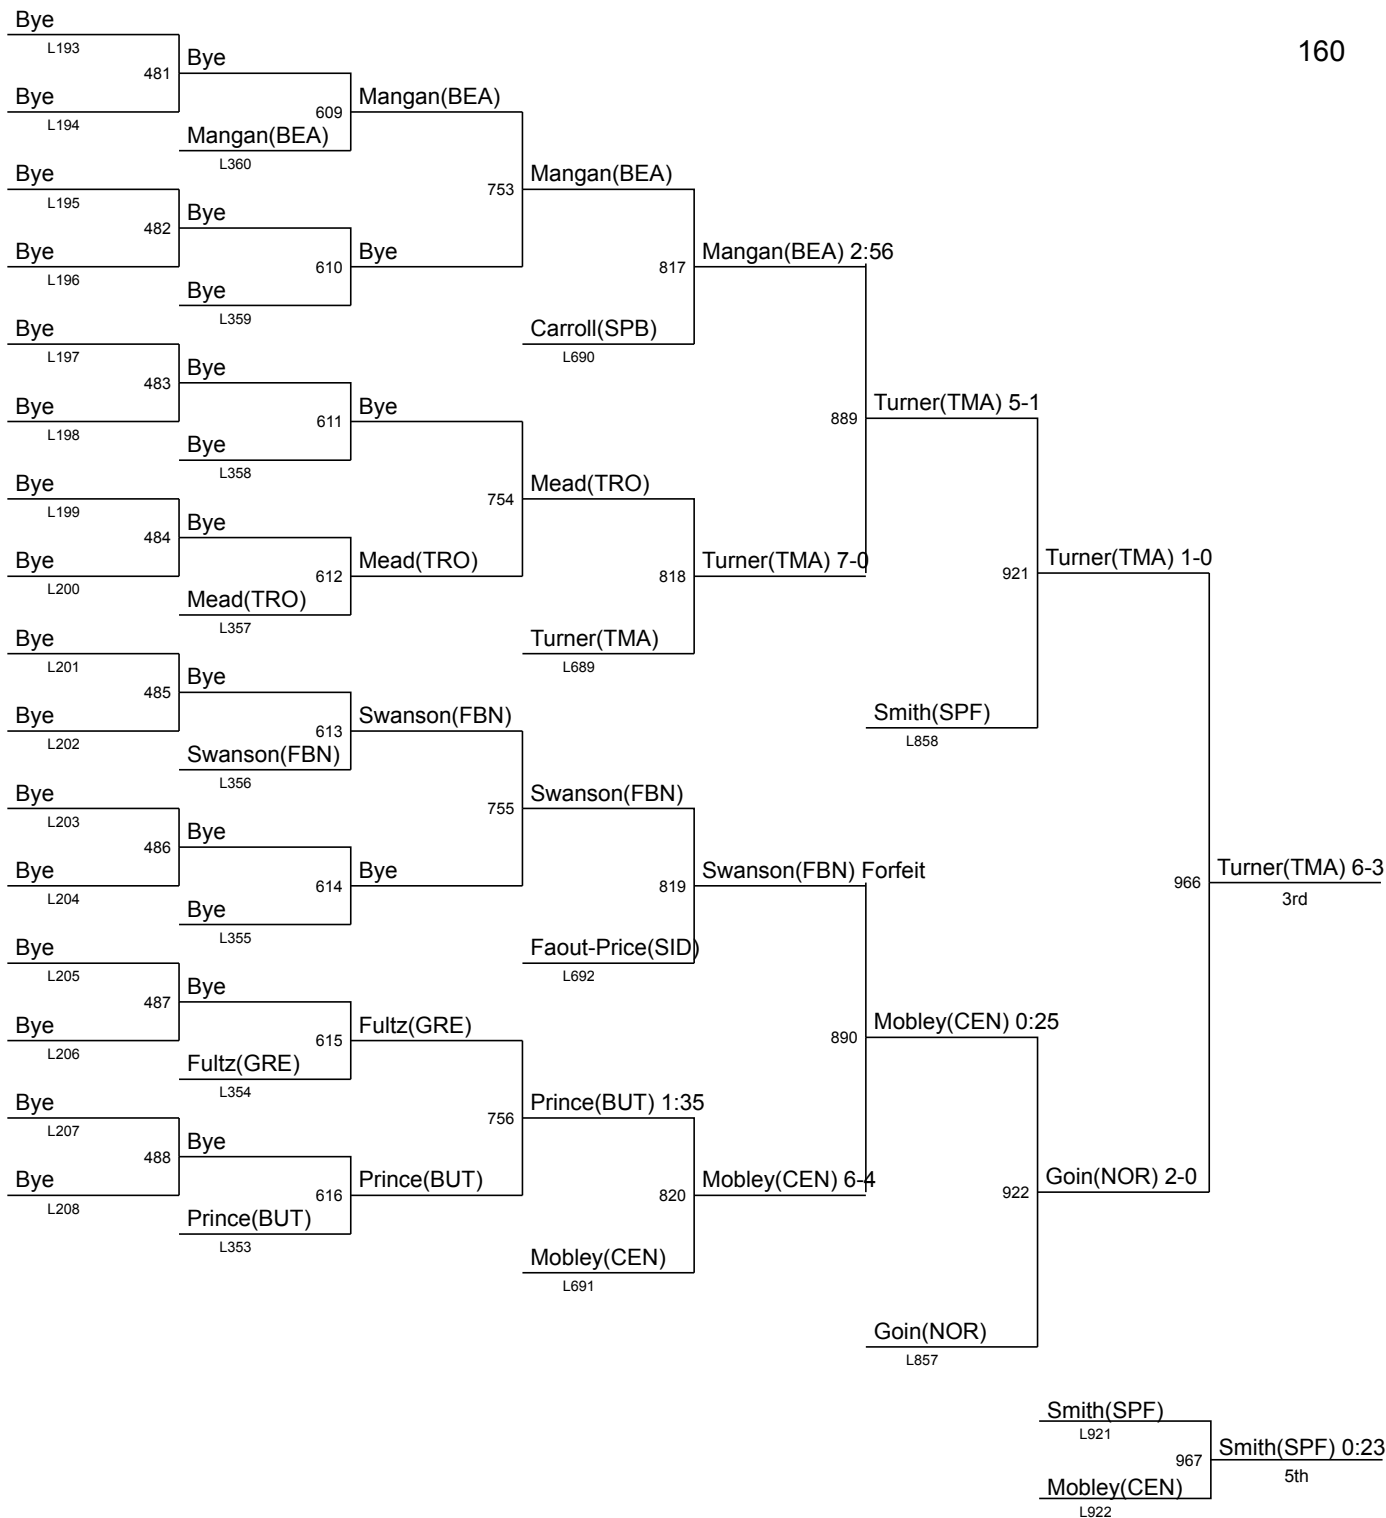 Bye
L193
160
Bye
481
Bye
Mangan(BEA)
609
L194
Mangan(BEA)
L360
Bye
Mangan(BEA)
753
L195
Bye
482
Bye
Bye
Mangan(BEA) 2:56
610
817
L196
Bye
L359
Bye
Carroll(SPB)
L197
L690
Bye
483
Bye
Bye
Turner(TMA) 5-1
611
889
L198
Bye
L358
Bye
Mead(TRO)
754
L199
Bye
484
Bye
Mead(TRO)
Turner(TMA) 7-0
Turner(TMA) 1-0
612
818
921
L200
Mead(TRO)
L357
Bye
Turner(TMA)
L201
L689
Bye
485
Bye
Swanson(FBN)
Smith(SPF)
613
L202
L858
Swanson(FBN)
L356
Bye
Swanson(FBN)
755
L203
Bye
486
Bye
Bye
Swanson(FBN) Forfeit
Turner(TMA) 6-3
614
819
966
L204
3rd
Bye
L355
Bye
Faout-Price(SID)
L205
L692
Bye
487
Bye
Fultz(GRE)
Mobley(CEN) 0:25
615
890
L206
Fultz(GRE)
L354
Bye
Prince(BUT) 1:35
756
L207
Bye
488
Bye
Prince(BUT)
Mobley(CEN) 6-4
Goin(NOR) 2-0
616
820
922
L208
Prince(BUT)
L353
Mobley(CEN)
L691
Goin(NOR)
L857
Smith(SPF)
L921
Smith(SPF) 0:23
967
5th
Mobley(CEN)
L922